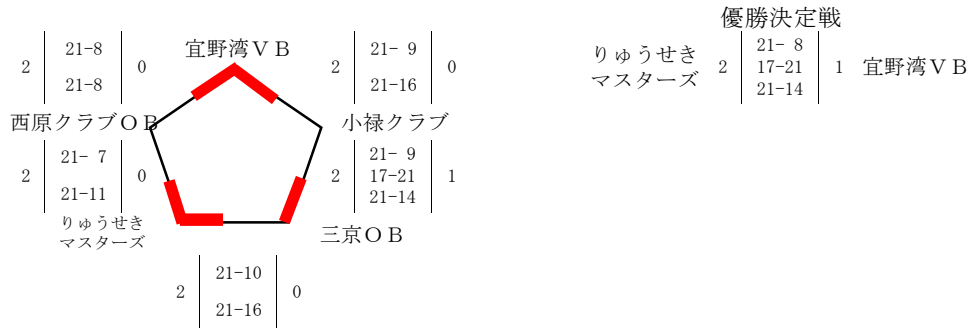 優勝決定戦
2 21-8 0
21-8
宜野湾ＶＢ
2 21- 9 0
21-16
りゅうせき
マスターズ
2 21- 8 1
17-21
21-14
宜野湾ＶＢ
西原クラブＯＢ
小禄クラブ
2 21- 7 0
21-11
2 21- 9 1
17-21
21-14
りゅうせき
マスターズ
三京ＯＢ
2 21-10 0
21-16